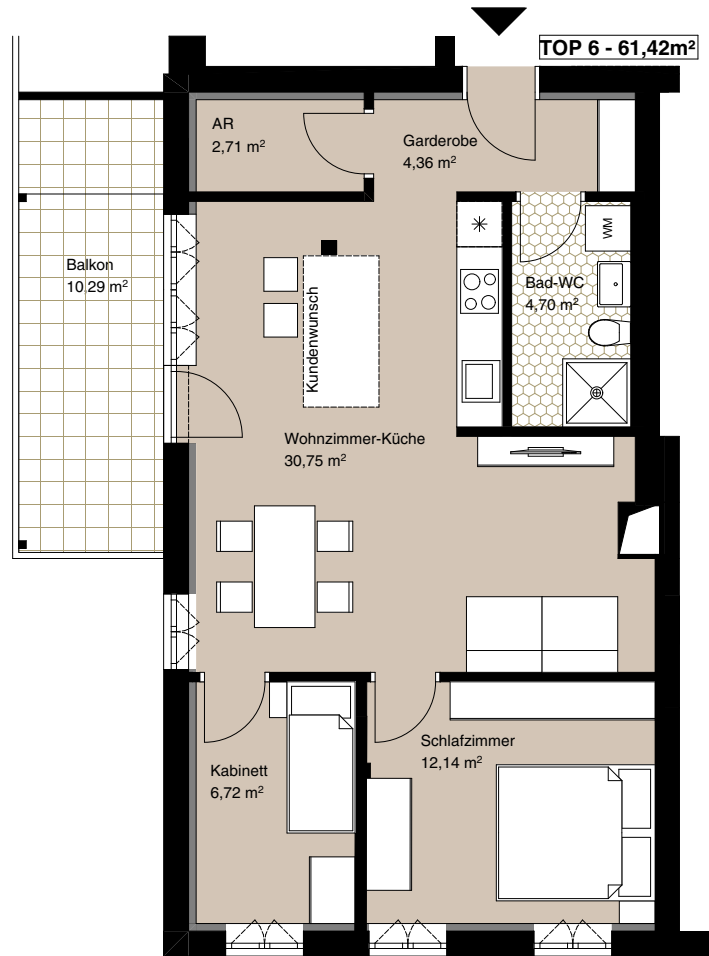 TOP 6 - 61,42m²
AR
2,71 m²
Garderobe
4,36 m²
WM
Balkon
10,29 m²
Bad-WC
4,70 m²
Kundenwunsch
Wohnzimmer-Küche
30,75 m²
Schlafzimmer
12,14 m²
Kabinett
6,72 m²